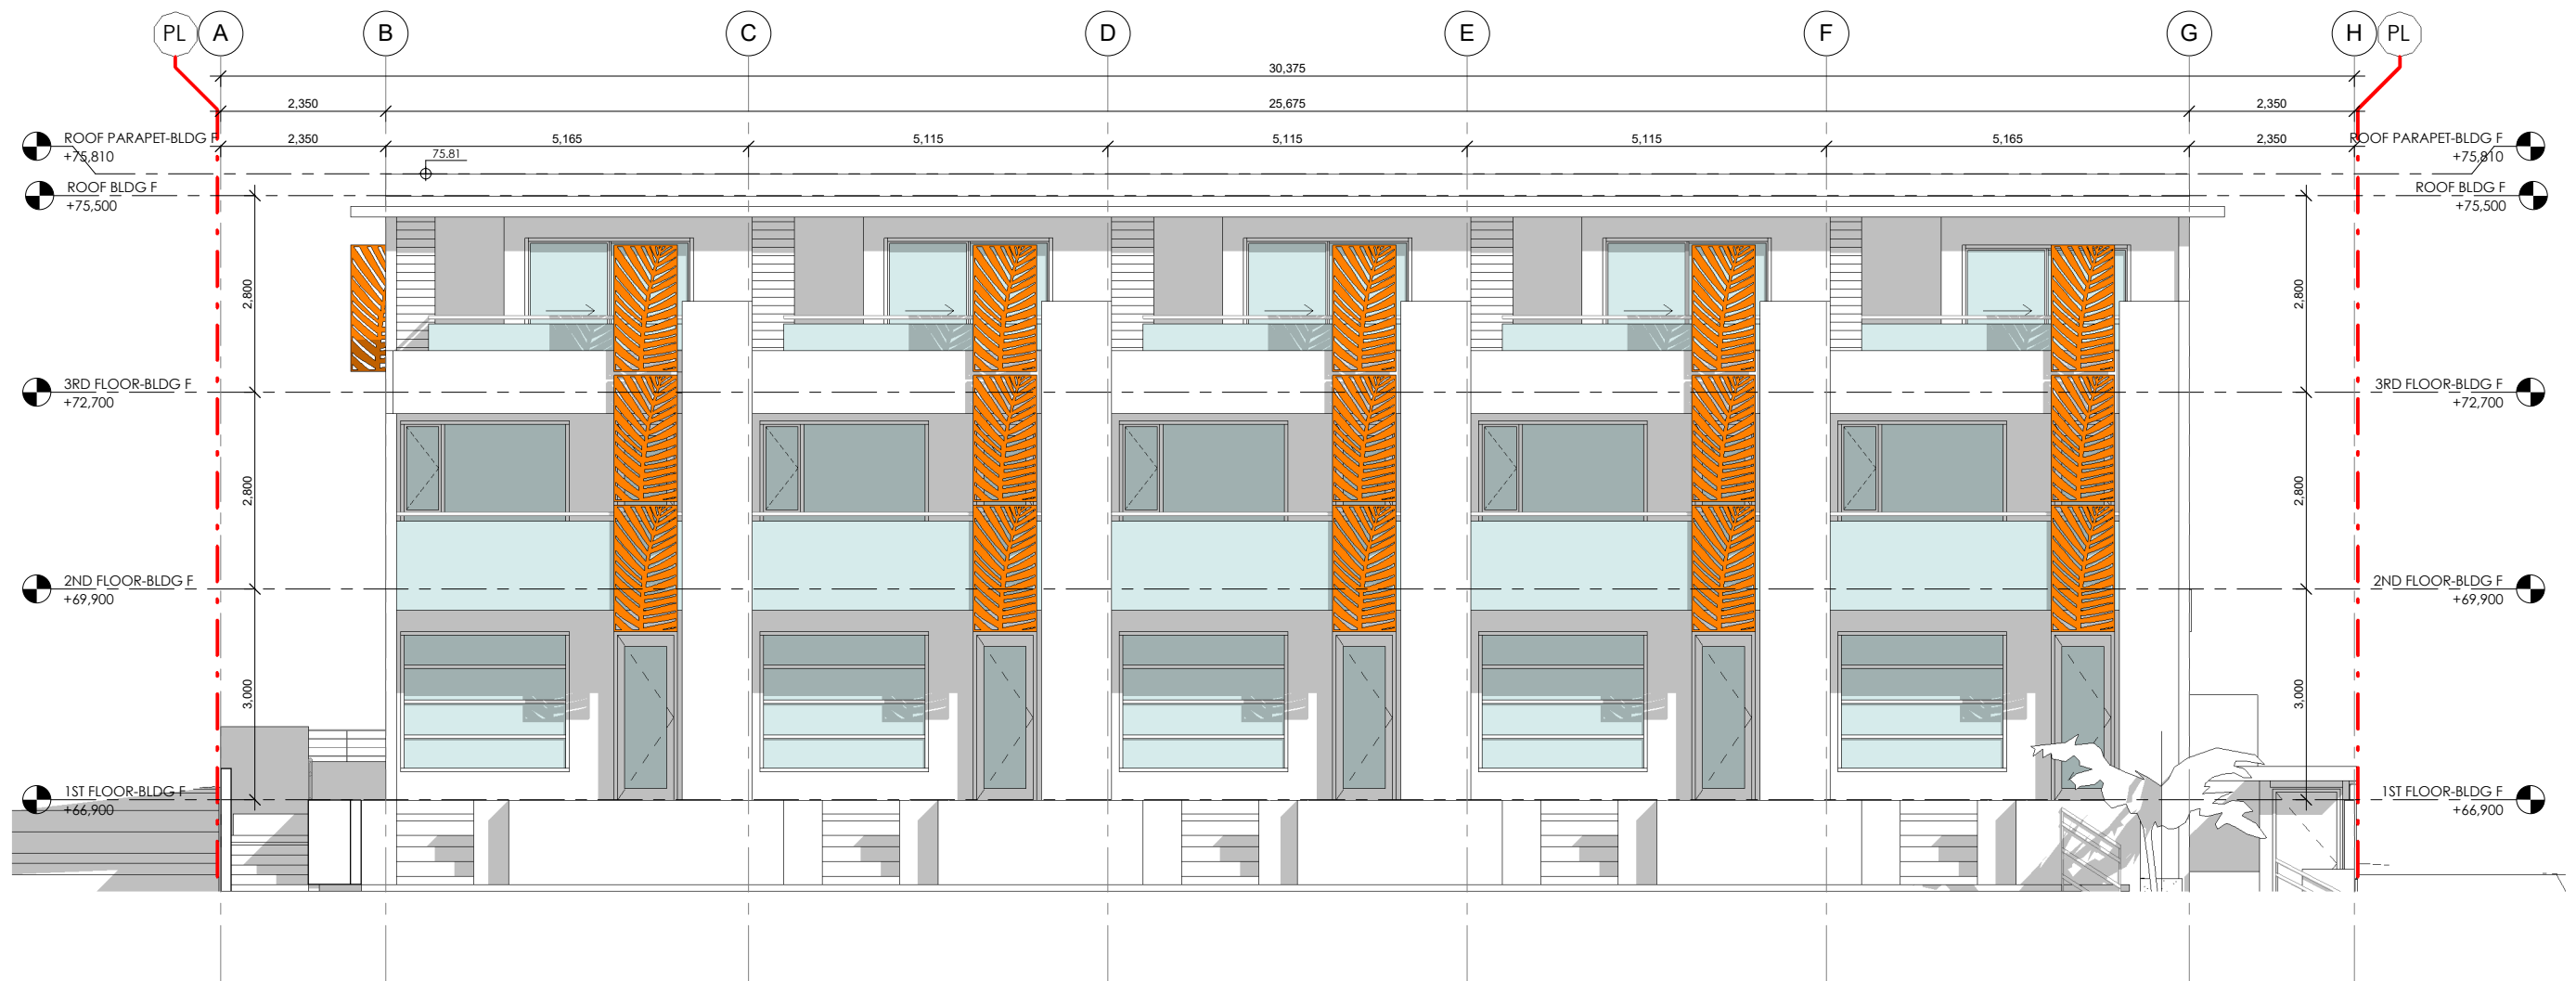 PL A B C D E F G H PL
30,375
2,350 25,675 2,350
2,350 5,165 5,115 5,115 5,115 5,165 2,350
ROOF PARAPET-BLDG F
+75,810
75.81
ROOF PARAPET-BLDG F
+75,810
ROOF BLDG F
+75,500
ROOF BLDG F
+75,500
2,800
2,800
3RD FLOOR-BLDG F
+72,700
3RD FLOOR-BLDG F
+72,700
2,800
2,800
2ND FLOOR-BLDG F
+69,900
2ND FLOOR-BLDG F
+69,900
3,000
3,000
1ST FLOOR-BLDG F
+66,900
1ST FLOOR-BLDG F
+66,900